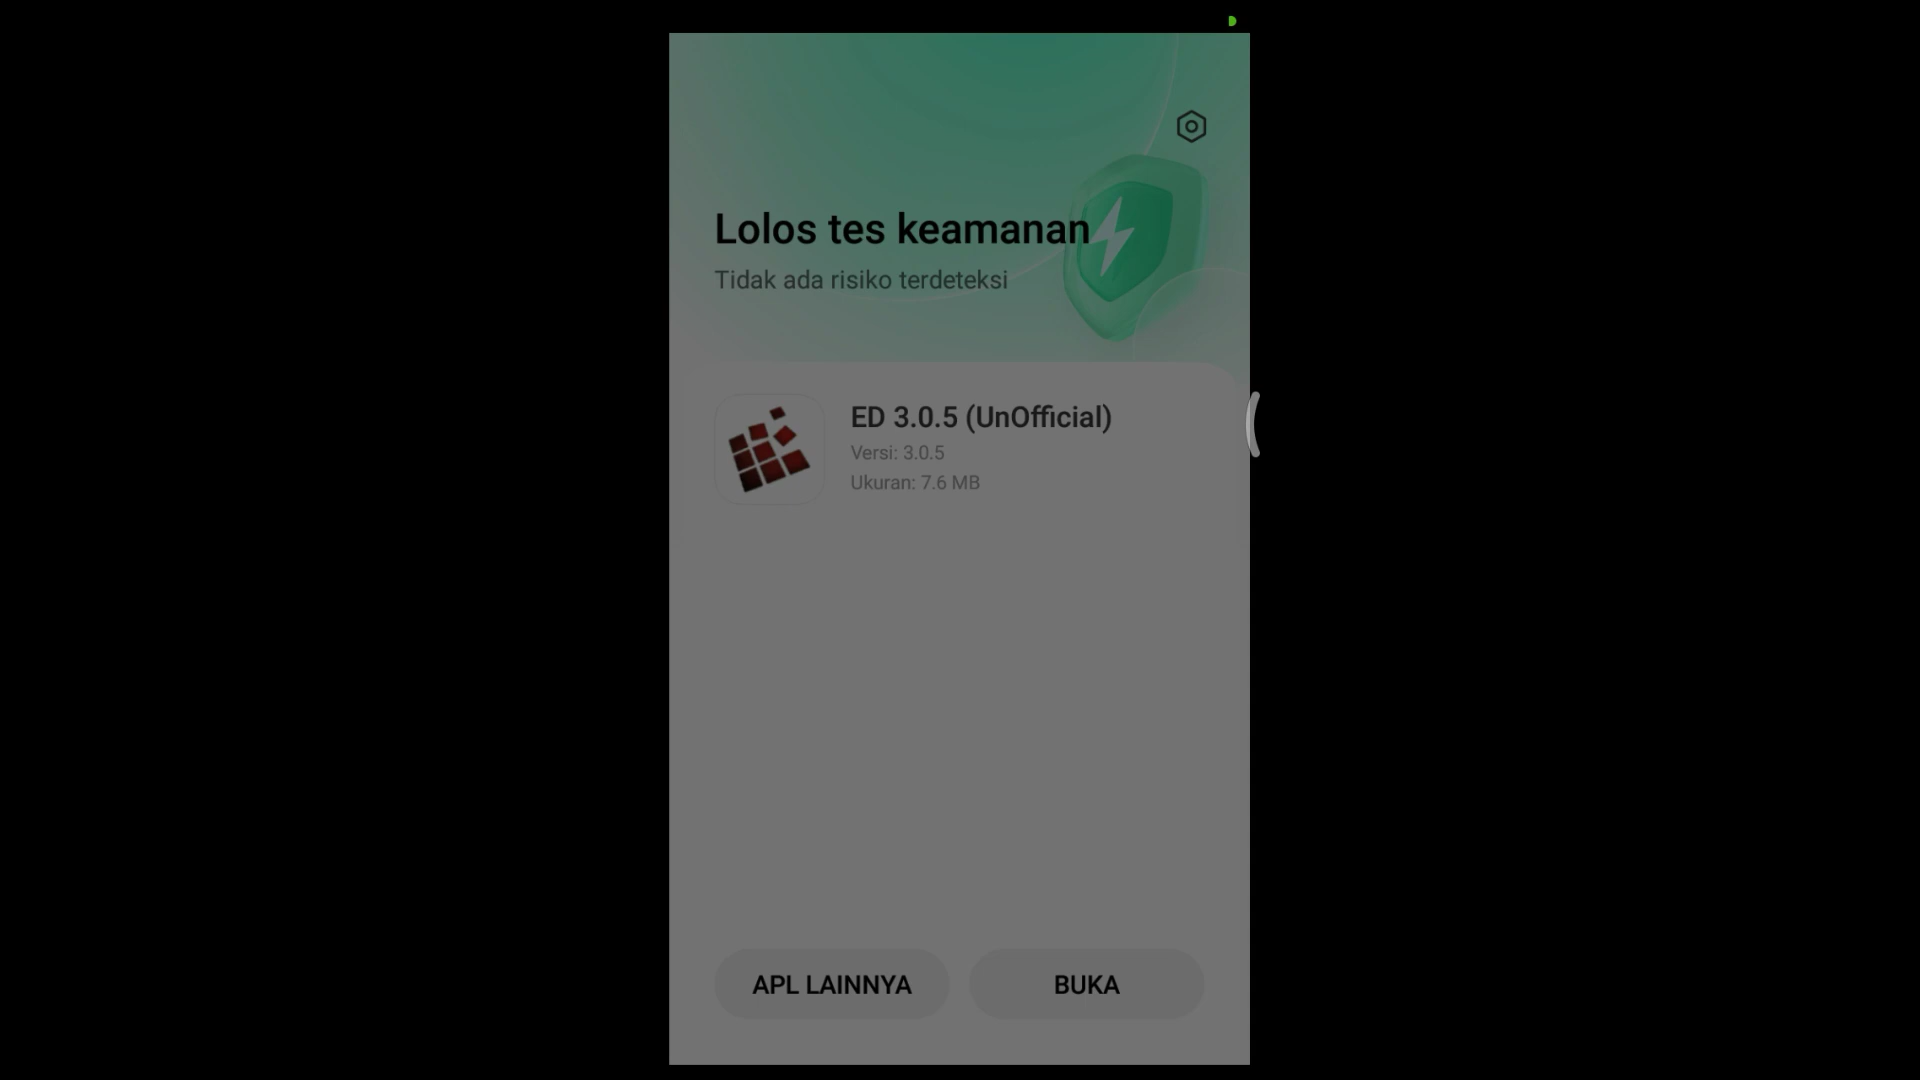 Lolos tes keamanan
Tidak ada risiko terdeteksi
ED 3.0.5 (UnOfficial)
Versi: 3.0.5
Ukuran: 7.6 MB
APL LAINNYA
BUKA